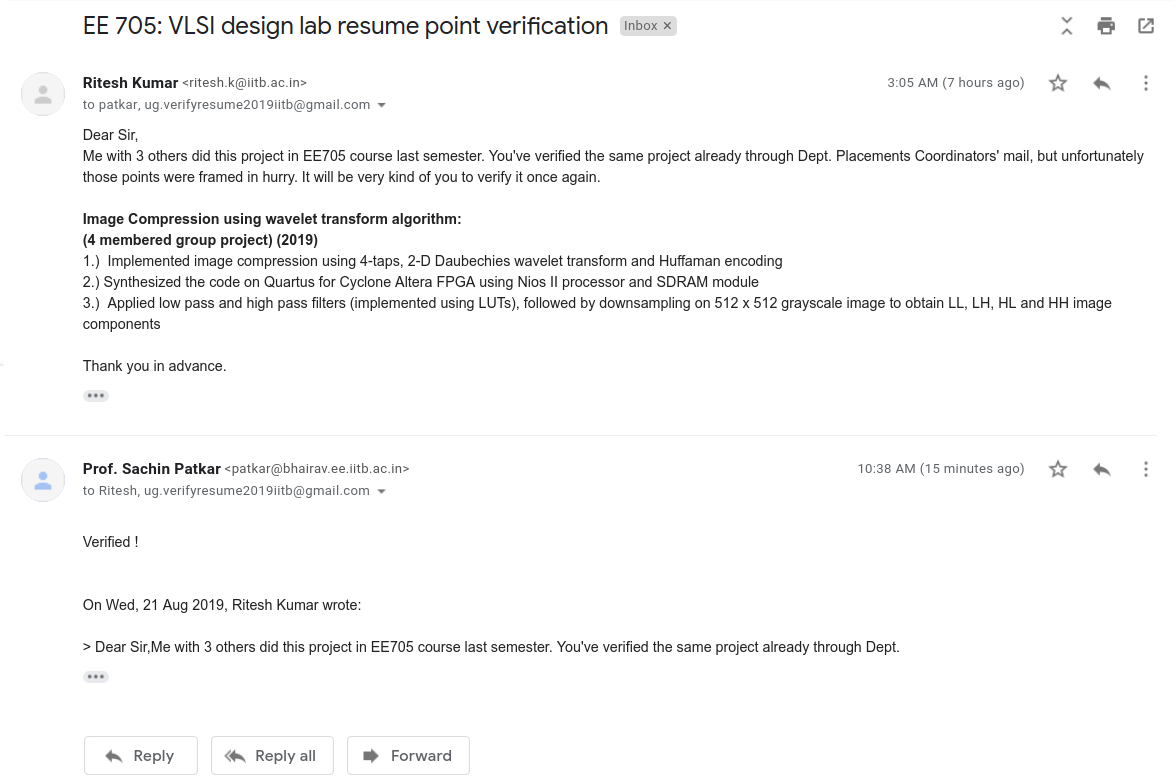 EE 705: VLSI design lab resume point verification Inbox ×
Ritesh Kumar <ritesh.k@iitb.ac.in> 3:05 AM (7 hours ago)
to patkar, ug.verifyresume2019iitb@gmail.com
Dear Sir,
Me with 3 others did this project in EE705 course last semester. You've verified the same project already through Dept. Placements Coordinators' mail, but unfortunately
those points were framed in hurry. It will be very kind of you to verify it once again.
Image Compression using wavelet transform algorithm:
(4 membered group project) (2019)
1.) Implemented image compression using 4-taps, 2-D Daubechies wavelet transform and Huffaman encoding
2.) Synthesized the code on Quartus for Cyclone Altera FPGA using Nios II processor and SDRAM module
3.) Applied low pass and high pass filters (implemented using LUTs), followed by downsampling on 512 x 512 grayscale image to obtain LL, LH, HL and HH image
components
Thank you in advance.
Prof. Sachin Patkar <patkar@bhairav.ee.iitb.ac.in> 10:38 AM (15 minutes ago)
to Ritesh, ug.verifyresume2019iitb@gmail.com
Verified !
On Wed, 21 Aug 2019, Ritesh Kumar wrote:
> Dear Sir,Me with 3 others did this project in EE705 course last semester. You've verified the same project already through Dept.
Reply Reply all Forward